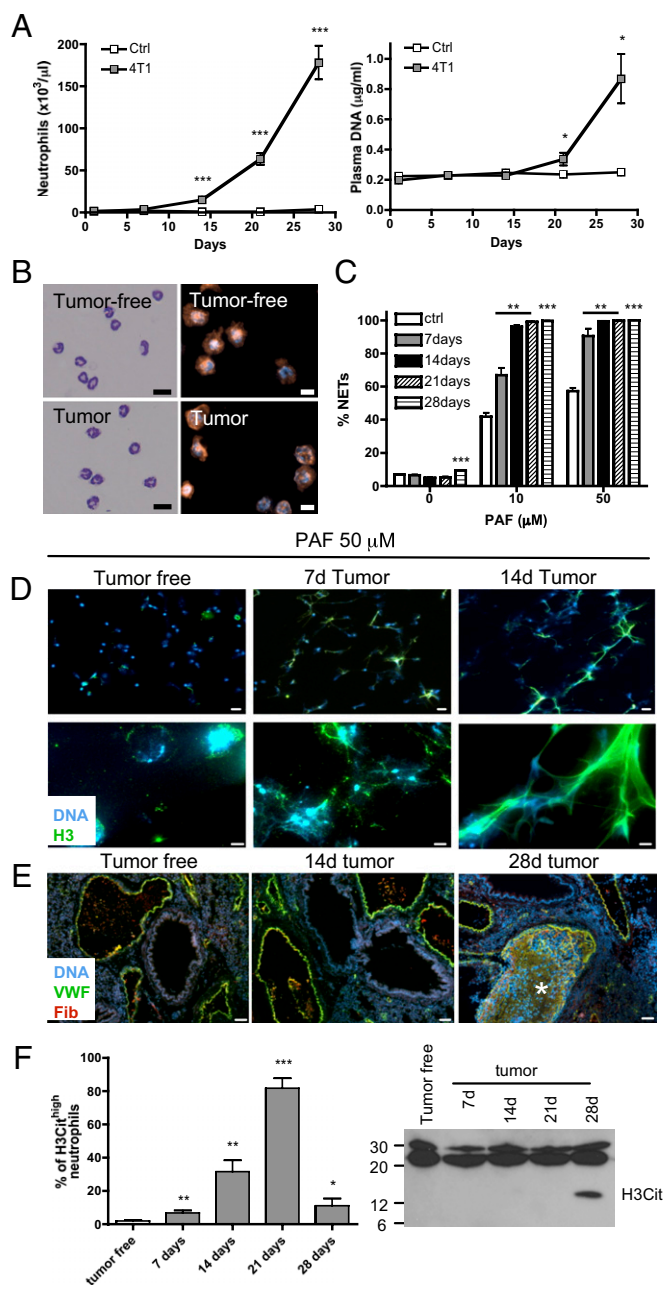 A
Neutrophils (x10³/μl)
200
150
100
50
0
Ctrl
4T1
***
***
***
0 5 10 15 20 25 30
Days
Plasma DNA (μg/ml)
1.0
0.8
0.6
0.4
0.2
0.0
Ctrl
4T1
*
*
0 5 10 15 20 25 30
Days
B
Tumor-free
Tumor-free
Tumor
Tumor
C
% NETs
100
80
60
40
20
0
ctrl
7days
14days
21days
28days
***
** ***
** ***
0 10 50
PAF (μM)
PAF 50 μM
D
Tumor free 7d Tumor 14d Tumor
DNA
H3
E
Tumor free 14d tumor 28d tumor
DNA
VWF
Fib
*
F
% of H3Cit^high
neutrophils
100
80
60
40
20
0
**
**
***
*
tumor free
7 days
14 days
21 days
28 days
Tumor free
tumor
7d
14d
21d
28d
30
20
12
6
H3Cit